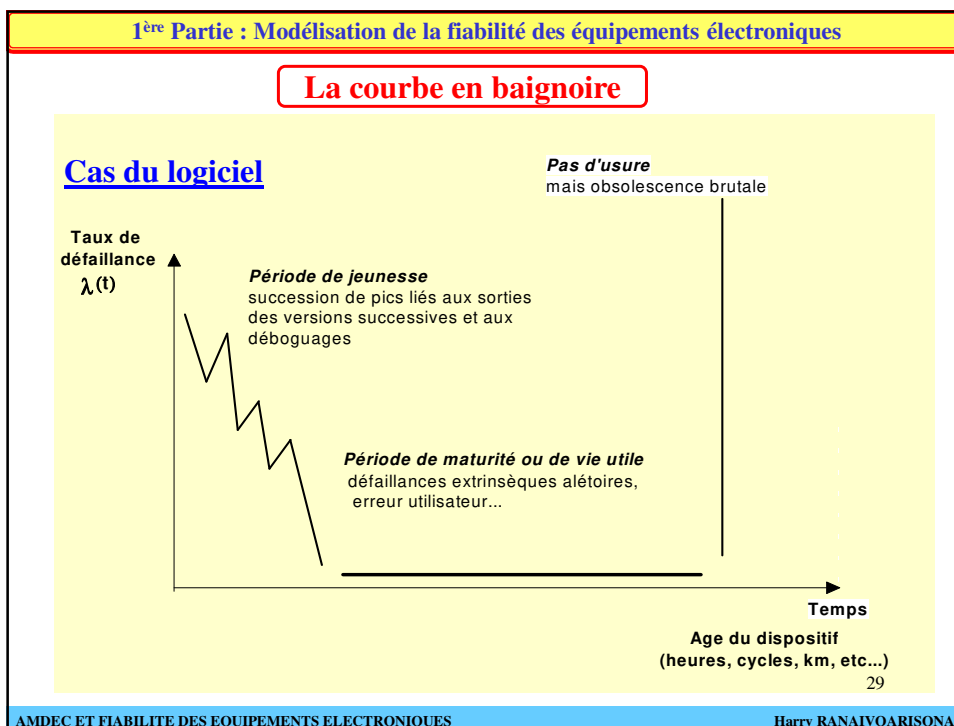 1ère Partie : Modélisation de la fiabilité des équipements électroniques
La courbe en baignoire
Cas du logiciel
Pas d'usure
mais obsolescence brutale
Taux de
défaillance
λ(t)
Période de jeunesse
succession de pics liés aux sorties
des versions successives et aux
déboguages
Période de maturité ou de vie utile
défaillances extrinsèques alétoires,
erreur utilisateur...
Temps
Age du dispositif
(heures, cycles, km, etc...)
29
AMDEC ET FIABILITE DES EQUIPEMENTS ELECTRONIQUES
Harry RANAIVOARISONA